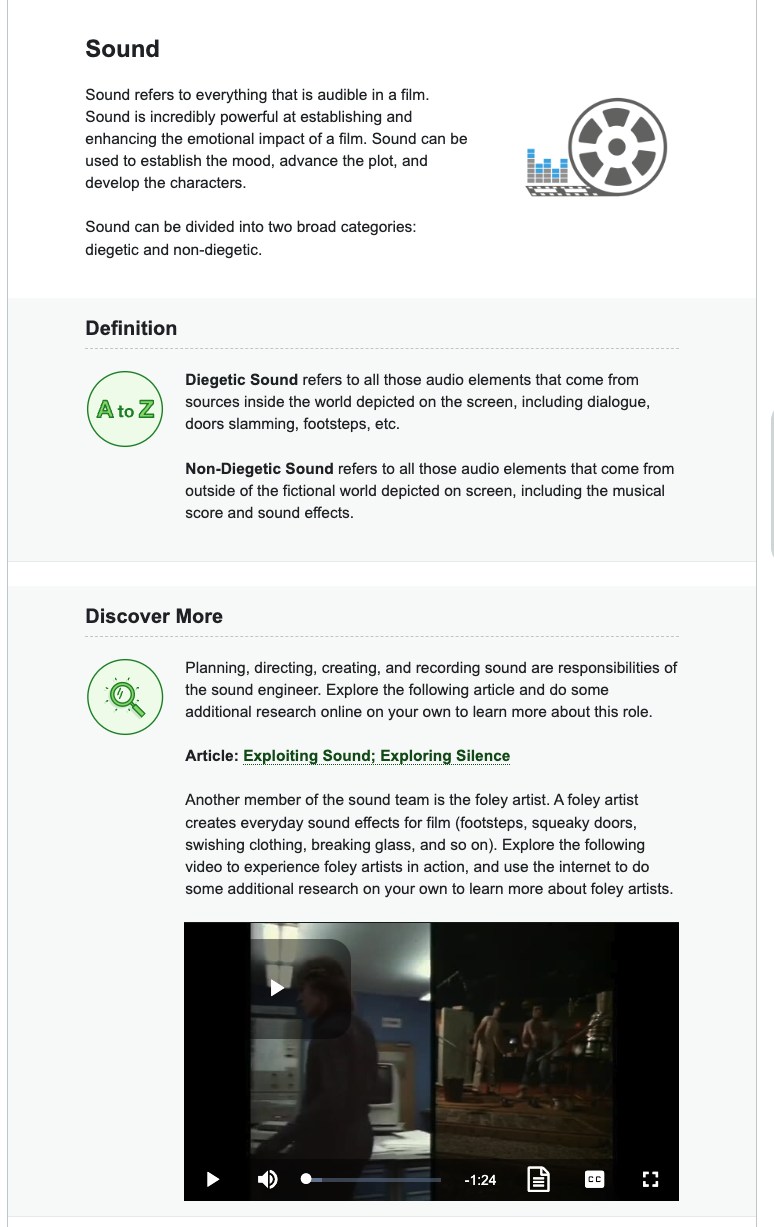 Sound
Sound refers to everything that is audible in a film.
Sound is incredibly powerful at establishing and
enhancing the emotional impact of a film. Sound can be
used to establish the mood, advance the plot, and
develop the characters.
Sound can be divided into two broad categories:
diegetic and non-diegetic.
Definition
A to Z
Diegetic Sound refers to all those audio elements that come from
sources inside the world depicted on the screen, including dialogue,
doors slamming, footsteps, etc.
Non-Diegetic Sound refers to all those audio elements that come from
outside of the fictional world depicted on screen, including the musical
score and sound effects.
Discover More
Planning, directing, creating, and recording sound are responsibilities of
the sound engineer. Explore the following article and do some
additional research online on your own to learn more about this role.
Article: Exploiting Sound; Exploring Silence
Another member of the sound team is the foley artist. A foley artist
creates everyday sound effects for film (footsteps, squeaky doors,
swishing clothing, breaking glass, and so on). Explore the following
video to experience foley artists in action, and use the internet to do
some additional research on your own to learn more about foley artists.
-1:24
CC